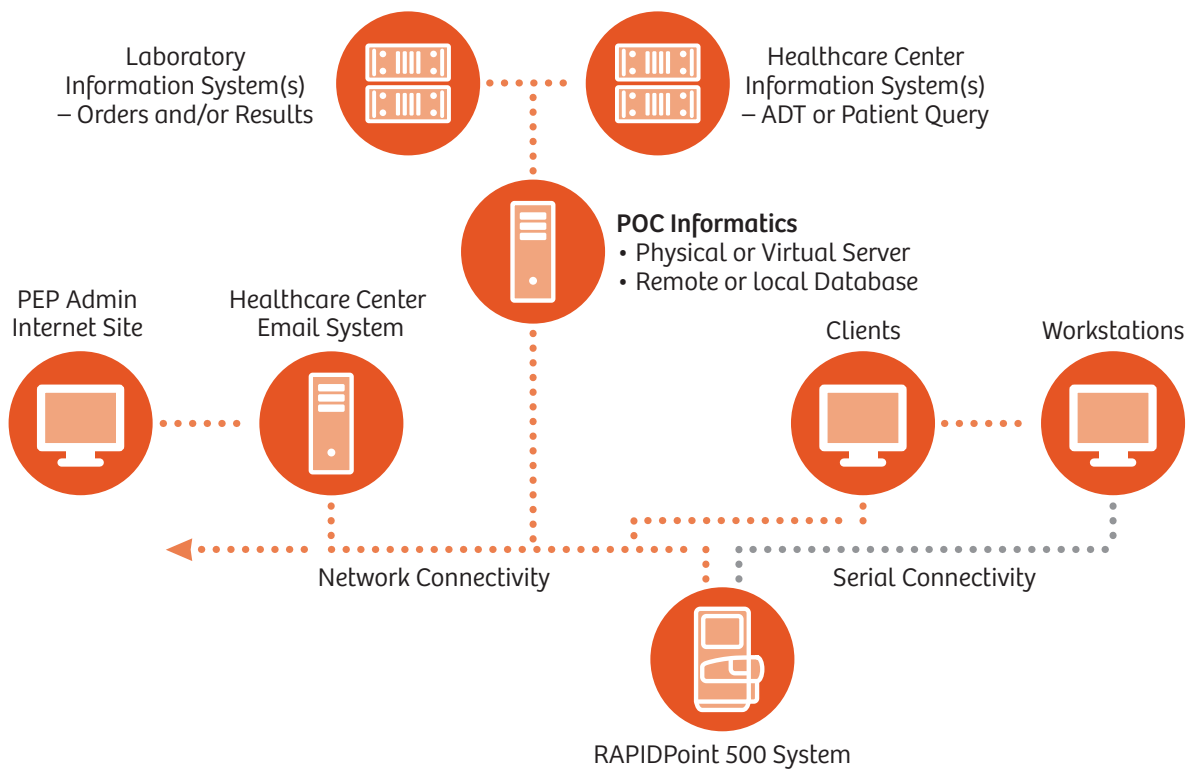 Laboratory
Information System(s)
– Orders and/or Results
Healthcare Center
Information System(s)
– ADT or Patient Query
POC Informatics
• Physical or Virtual Server
• Remote or local Database
PEP Admin
Internet Site
Healthcare Center
Email System
Clients
Workstations
Network Connectivity
Serial Connectivity
RAPIDPoint 500 System